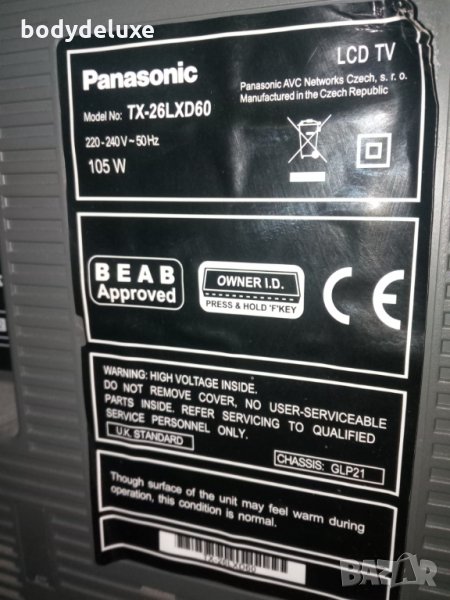 bodydeluxe
LCD TV
Panasonic
Model No: TX-26LXD60
220-240V~50Hz
105 W
Panasonic AVC Networks Czech, s. r. o.
Manufactured in the Czech Republic
BEAB
Approved
OWNER I.D.
PRESS & HOLD 'F'KEY
CE
WARNING: HIGH VOLTAGE INSIDE.
DO NOT REMOVE COVER, NO USER-SERVICEABLE
PARTS INSIDE. REFER SERVICING TO QUALIFIED
SERVICE PERSONNEL ONLY.
U.K STANDARD
CHASSIS: GLP21
Though surface of the unit may feel warm during
operation, this condition is normal.
TX-26LXD60
BAZAR